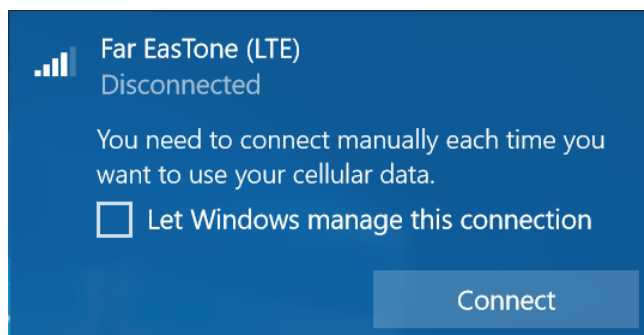 Far EasTone (LTE)
Disconnected
You need to connect manually each time you
want to use your cellular data.
Let Windows manage this connection
Connect